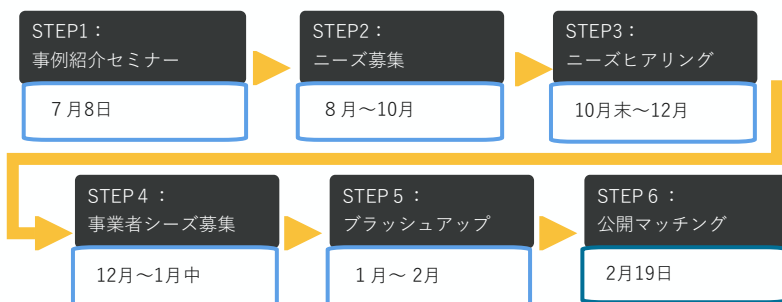 STEP1：
事例紹介セミナー
７月8日
STEP2：
ニーズ募集
８月～10月
STEP3：
ニーズヒアリング
10月末～12月
STEP４：
事業者シーズ募集
12月～1月中
STEP５：
ブラッシュアップ
１月～ 2月
STEP６：
公開マッチング
2月19日